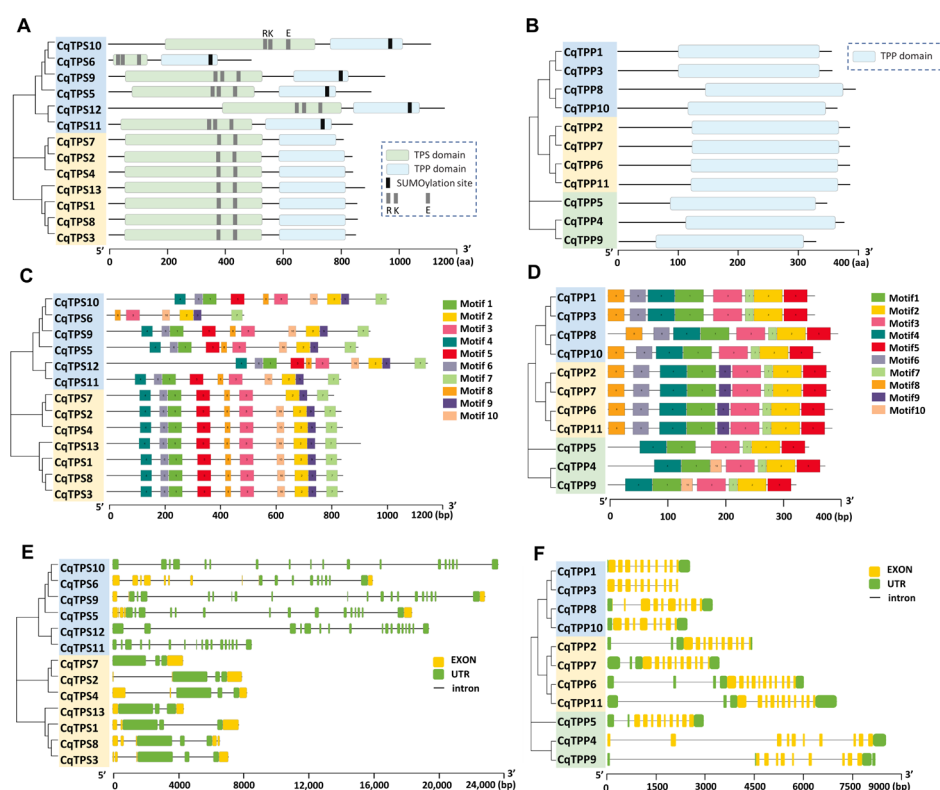 A
RK E
CqTPS10
CqTPS6
CqTPS9
CqTPS5
CqTPS12
CqTPS11
CqTPS7
CqTPS2
CqTPS4
CqTPS13
CqTPS1
CqTPS8
CqTPS3
TPS domain
TPP domain
SUMOylation site
R K E
5′ 3′
0 200 400 600 800 1000 1200 (aa)
B
CqTPP1
CqTPP3
CqTPP8
CqTPP10
CqTPP2
CqTPP7
CqTPP6
CqTPP11
CqTPP5
CqTPP4
CqTPP9
TPP domain
5′ 3′
0 100 200 300 400 (aa)
C
CqTPS10
CqTPS6
CqTPS9
CqTPS5
CqTPS12
CqTPS11
CqTPS7
CqTPS2
CqTPS4
CqTPS13
CqTPS1
CqTPS8
CqTPS3
Motif 1
Motif 2
Motif 3
Motif 4
Motif 5
Motif 6
Motif 7
Motif 8
Motif 9
Motif 10
5′ 3′
0 200 400 600 800 1000 1200 (bp)
D
CqTPP1
CqTPP3
CqTPP8
CqTPP10
CqTPP2
CqTPP7
CqTPP6
CqTPP11
CqTPP5
CqTPP4
CqTPP9
Motif1
Motif2
Motif3
Motif4
Motif5
Motif6
Motif7
Motif8
Motif9
Motif10
5′ 3′
0 100 200 300 400 (bp)
E
CqTPS10
CqTPS6
CqTPS9
CqTPS5
CqTPS12
CqTPS11
CqTPS7
CqTPS2
CqTPS4
CqTPS13
CqTPS1
CqTPS8
CqTPS3
EXON
UTR
intron
5′ 3′
0 4000 8000 12,000 16,000 20,000 24,000 (bp)
F
CqTPP1
CqTPP3
CqTPP8
CqTPP10
CqTPP2
CqTPP7
CqTPP6
CqTPP11
CqTPP5
CqTPP4
CqTPP9
EXON
UTR
intron
5′ 3′
0 1500 3000 4500 6000 7500 9000 (bp)